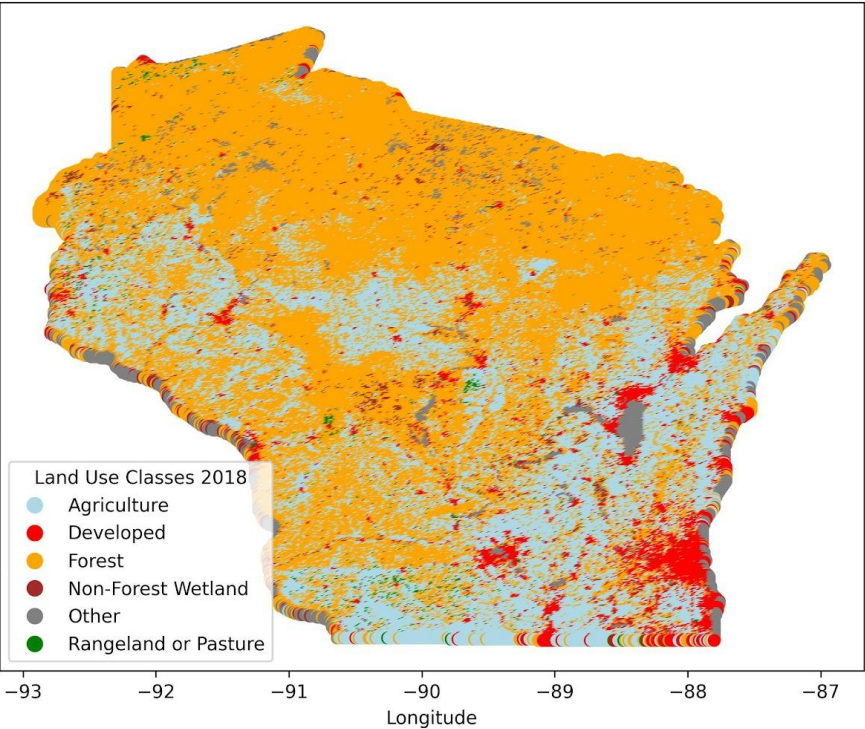 Land Use Classes 2018
Agriculture
Developed
Forest
Non-Forest Wetland
Other
Rangeland or Pasture
−93 −92 −91 −90 −89 −88 −87
Longitude